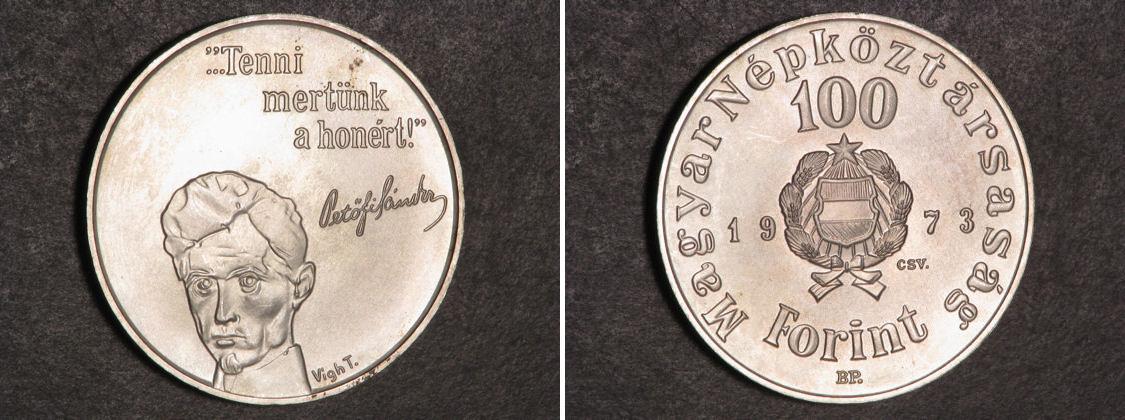 "...Tenni
mertünk
a honért!"
Petőfi Sándor
Vigh T.
Magyar Népköztársaság
100
1973
CSV.
Forint
BP.